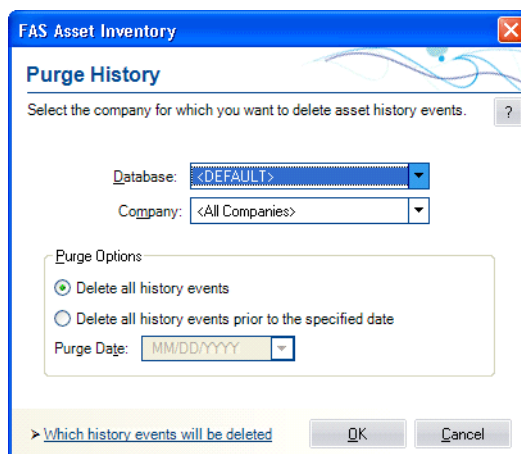 FAS Asset Inventory
Purge History
Select the company for which you want to delete asset history events.
?
Database: <DEFAULT>
Company: <All Companies>
Purge Options
Delete all history events
Delete all history events prior to the specified date
Purge Date: MM/DD/YYYY
➤ Which history events will be deleted OK Cancel